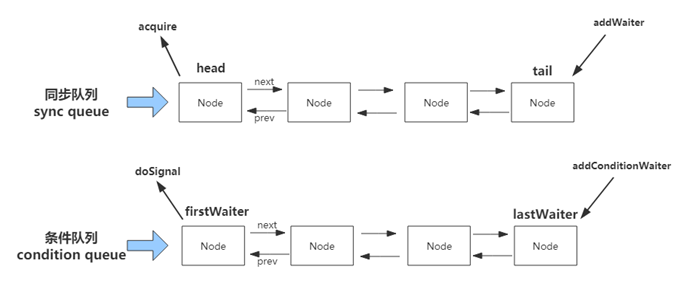 acquire
addWaiter
head
tail
同步队列
sync queue
next
prev
Node
Node
Node
Node
doSignal
addConditionWaiter
firstWaiter
lastWaiter
条件队列
condition queue
next
prev
Node
Node
Node
Node